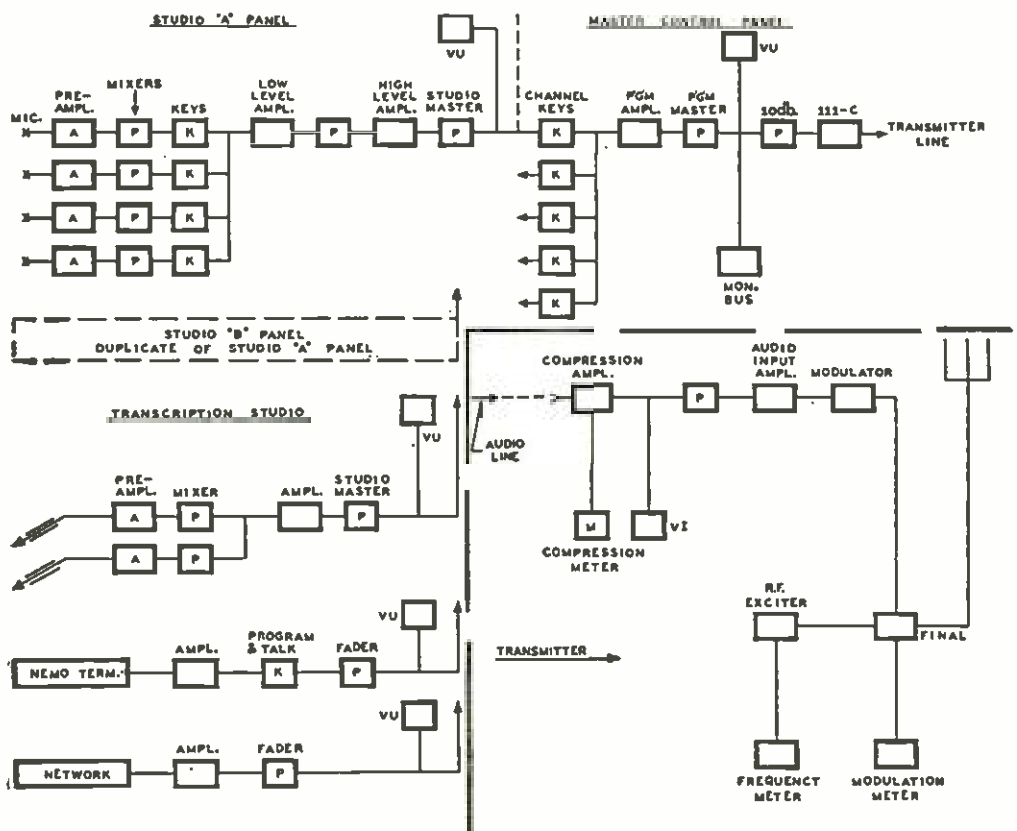 STUDIO "A" PANEL
MASTER CONTROL PANEL
VU
VU
MIC.
PRE-
AMPL.
MIXERS
KEYS
LOW
LEVEL
AMPL.
HIGH
LEVEL
AMPL.
STUDIO
MASTER
CHANNEL
KEYS
PGM
AMPL.
PGM
MASTER
10db.
111-C
A P K P P K P P
TRANSMITTER
LINE
A P K K
A P K K
A P K K
K
MON.
BUS
STUDIO "B" PANEL
DUPLICATE OF STUDIO "A" PANEL
TRANSCRIPTION STUDIO
VU
PRE-
AMPL.
MIXER
AMPL.
STUDIO
MASTER
A P P
A P
VU
NEMO TERM.
AMPL.
PROGRAM
& TALK
K
FADER
P
VU
NETWORK
AMPL.
FADER
P
AUDIO
LINE
COMPRESSION
AMPL.
P
AUDIO
INPUT
AMPL.
MODULATOR
M
COMPRESSION
METER
VI
R.F.
EXCITER
FINAL
TRANSMITTER
FREQUENCT
METER
MODULATION
METER